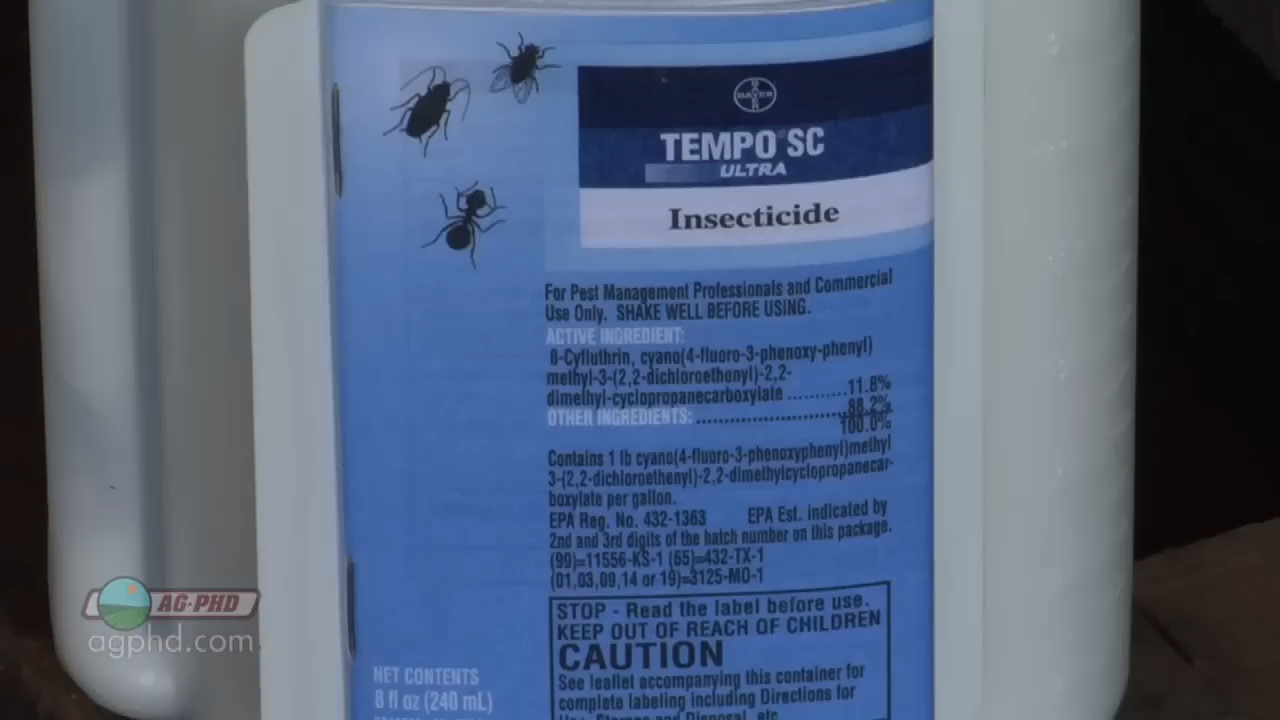 BAYER
TEMPO SC
ULTRA
Insecticide
For Pest Management Professionals and Commercial
Use Only. SHAKE WELL BEFORE USING.
ACTIVE INGREDIENT:
β-Cyfluthrin, cyano(4-fluoro-3-phenoxy-phenyl)
methyl-3-(2,2-dichloroethenyl)-2,2-
dimethyl-cyclopropanecarboxylate ...........11.8%
OTHER INGREDIENTS: .........................88.2%
100.0%
Contains 1 lb cyano(4-fluoro-3-phenoxyphenyl)methyl
3-(2,2-dichloroethenyl)-2,2-dimethylcyclopropanecar-
boxylate per gallon.
EPA Reg. No. 432-1363 EPA Est. indicated by
2nd and 3rd digits of the batch number on this package.
(99)=11556-KS-1 (65)=432-TX-1
(01,03,09,14 or 19)=3125-MO-1
STOP - Read the label before use.
KEEP OUT OF REACH OF CHILDREN
CAUTION
See leaflet accompanying this container for
complete labeling including Directions for
Use, Storage and Disposal, etc.
NET CONTENTS
8 fl oz (240 mL)
AG-PHD
agphd.com